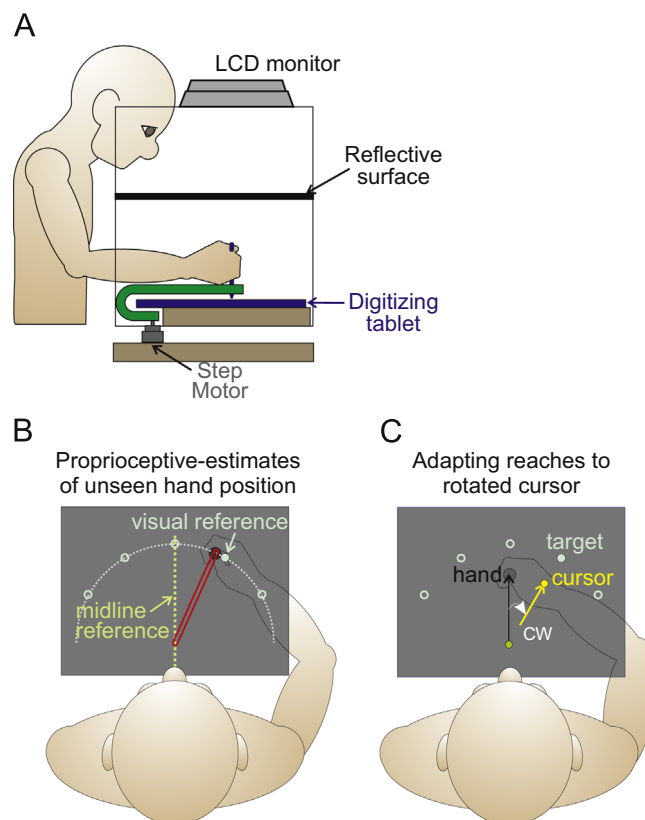 A
LCD monitor
Reflective
surface
Digitizing
tablet
Step
Motor
B
Proprioceptive-estimates
of unseen hand position
visual reference
midline
reference
C
Adapting reaches to
rotated cursor
target
hand
cursor
CW